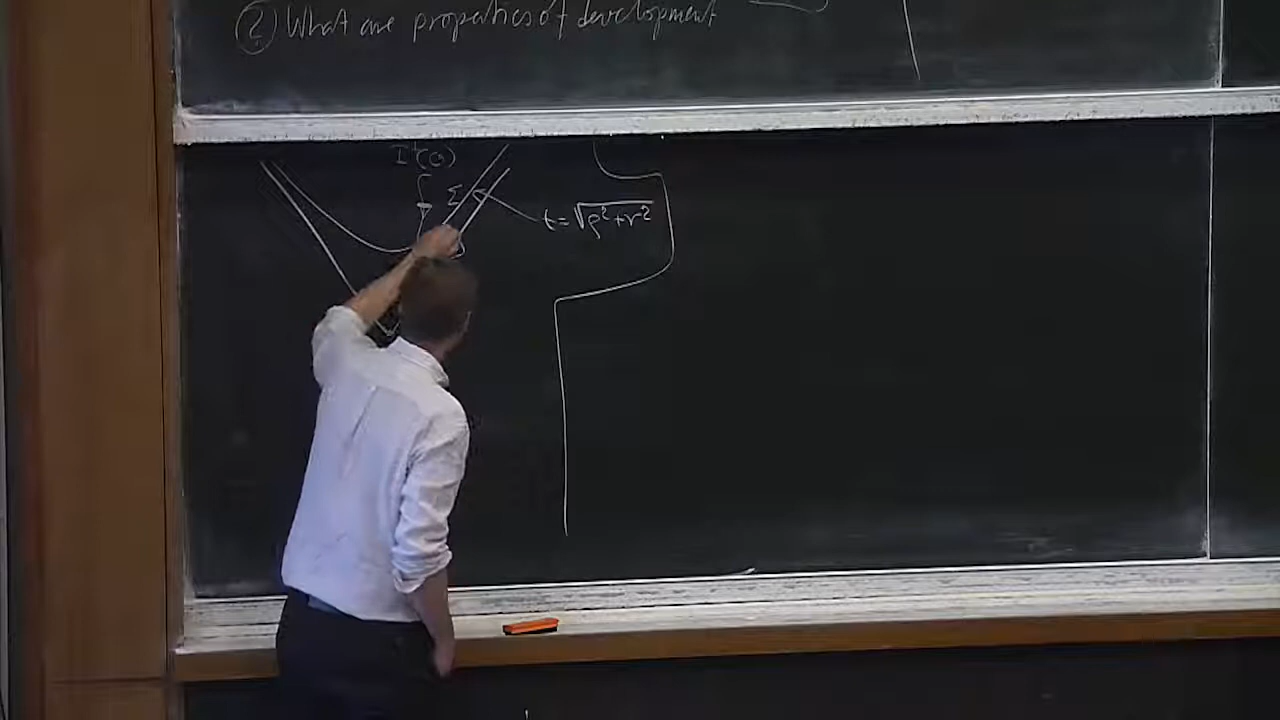 ② What are properties of development
I⁺(0)
Σ
t = √ρ²+r²